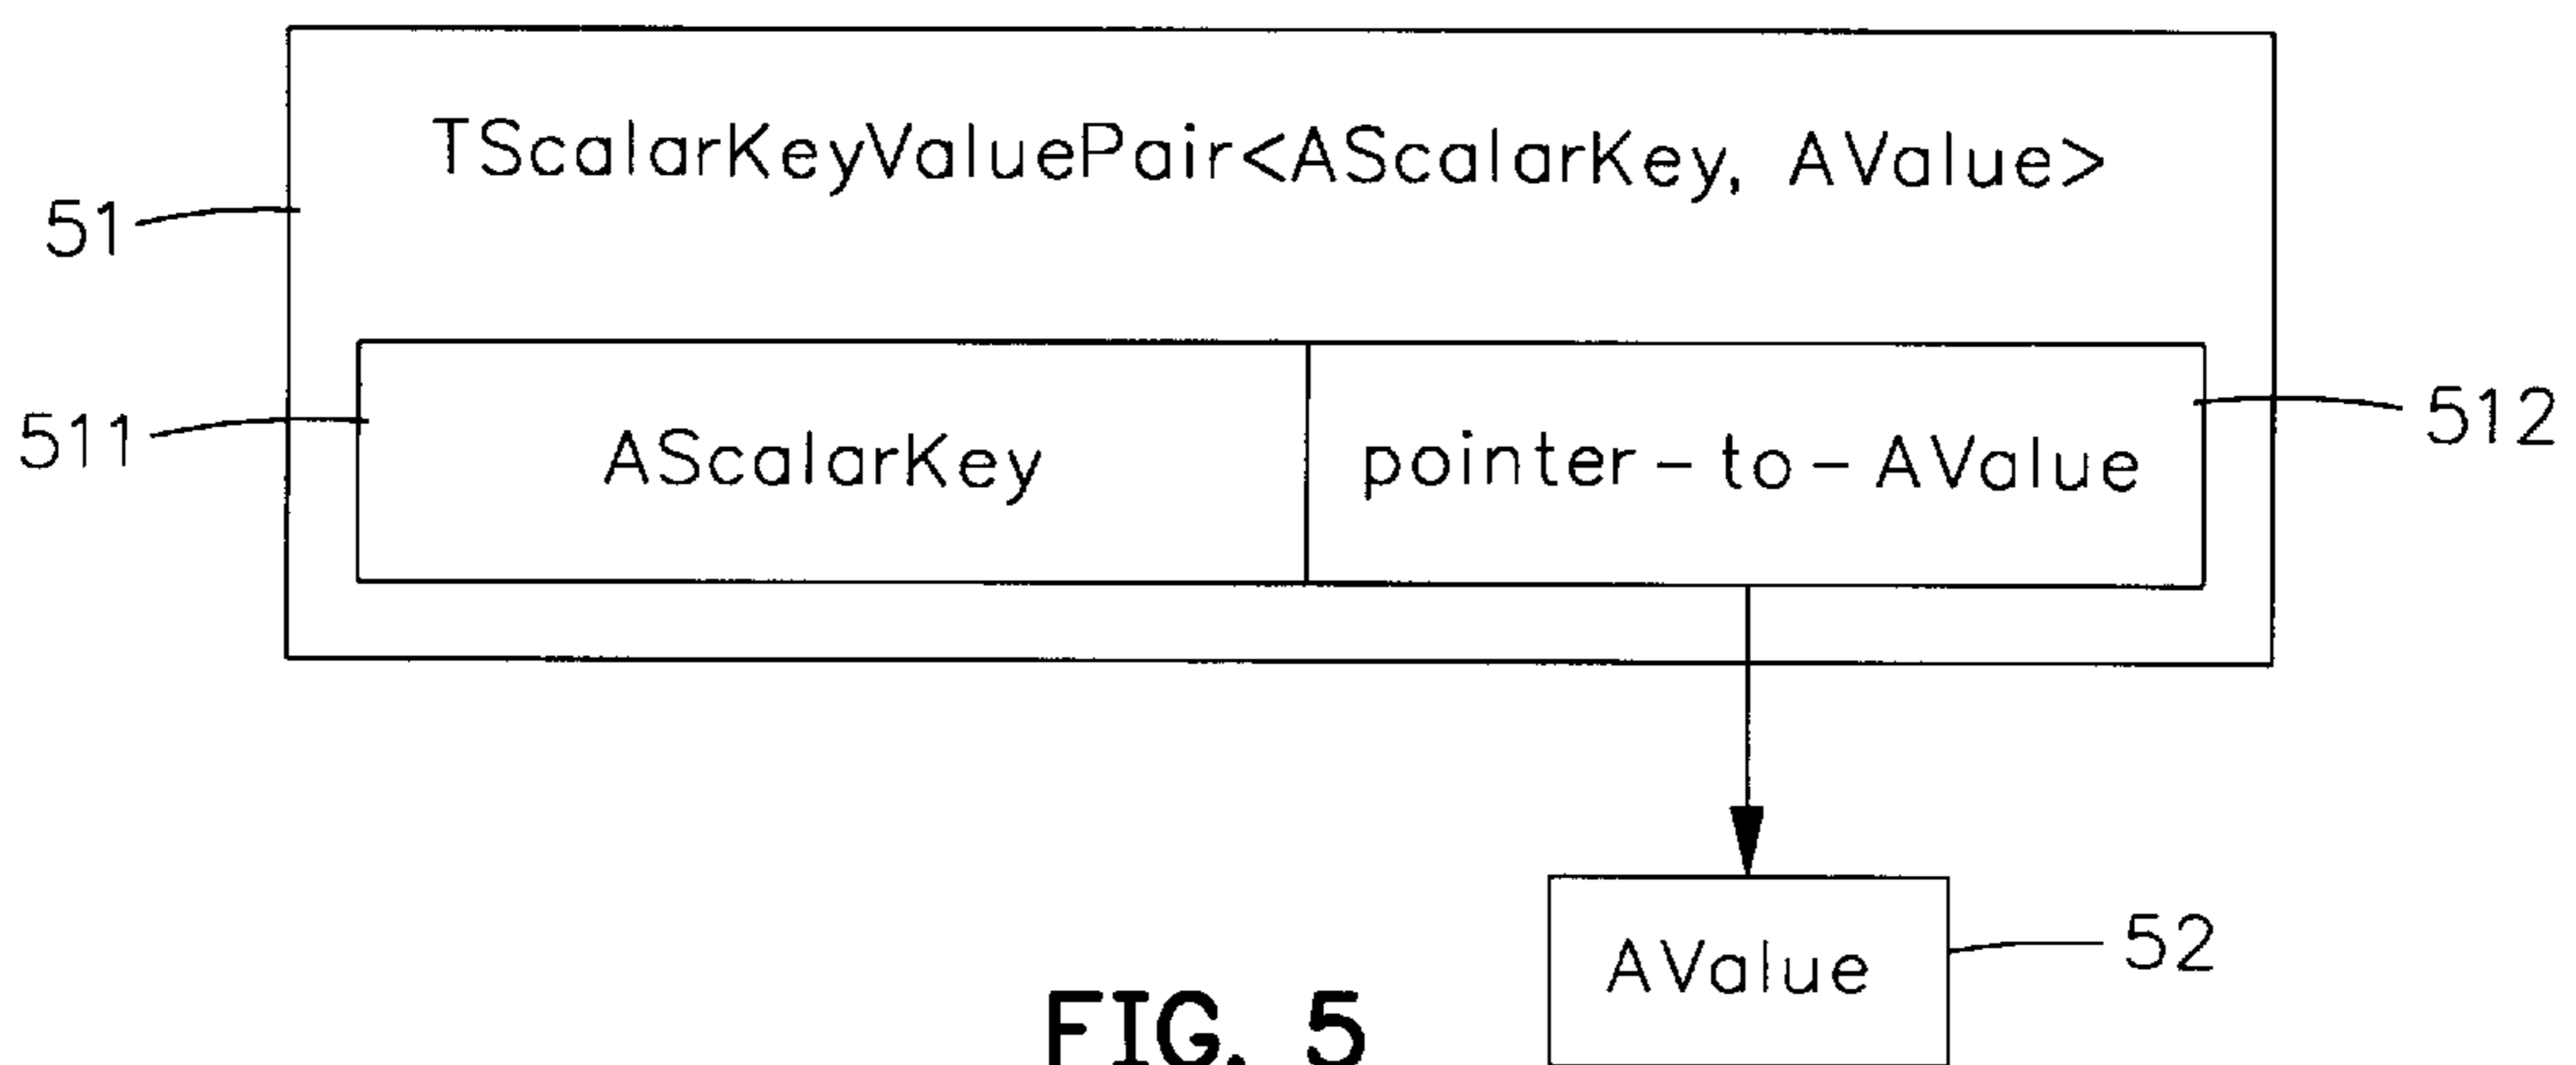 TScalarKeyValuePair<AScalarKey, AValue>
51
511
AScalarKey
pointer-to-AValue
512
AValue
52
FIG. 5